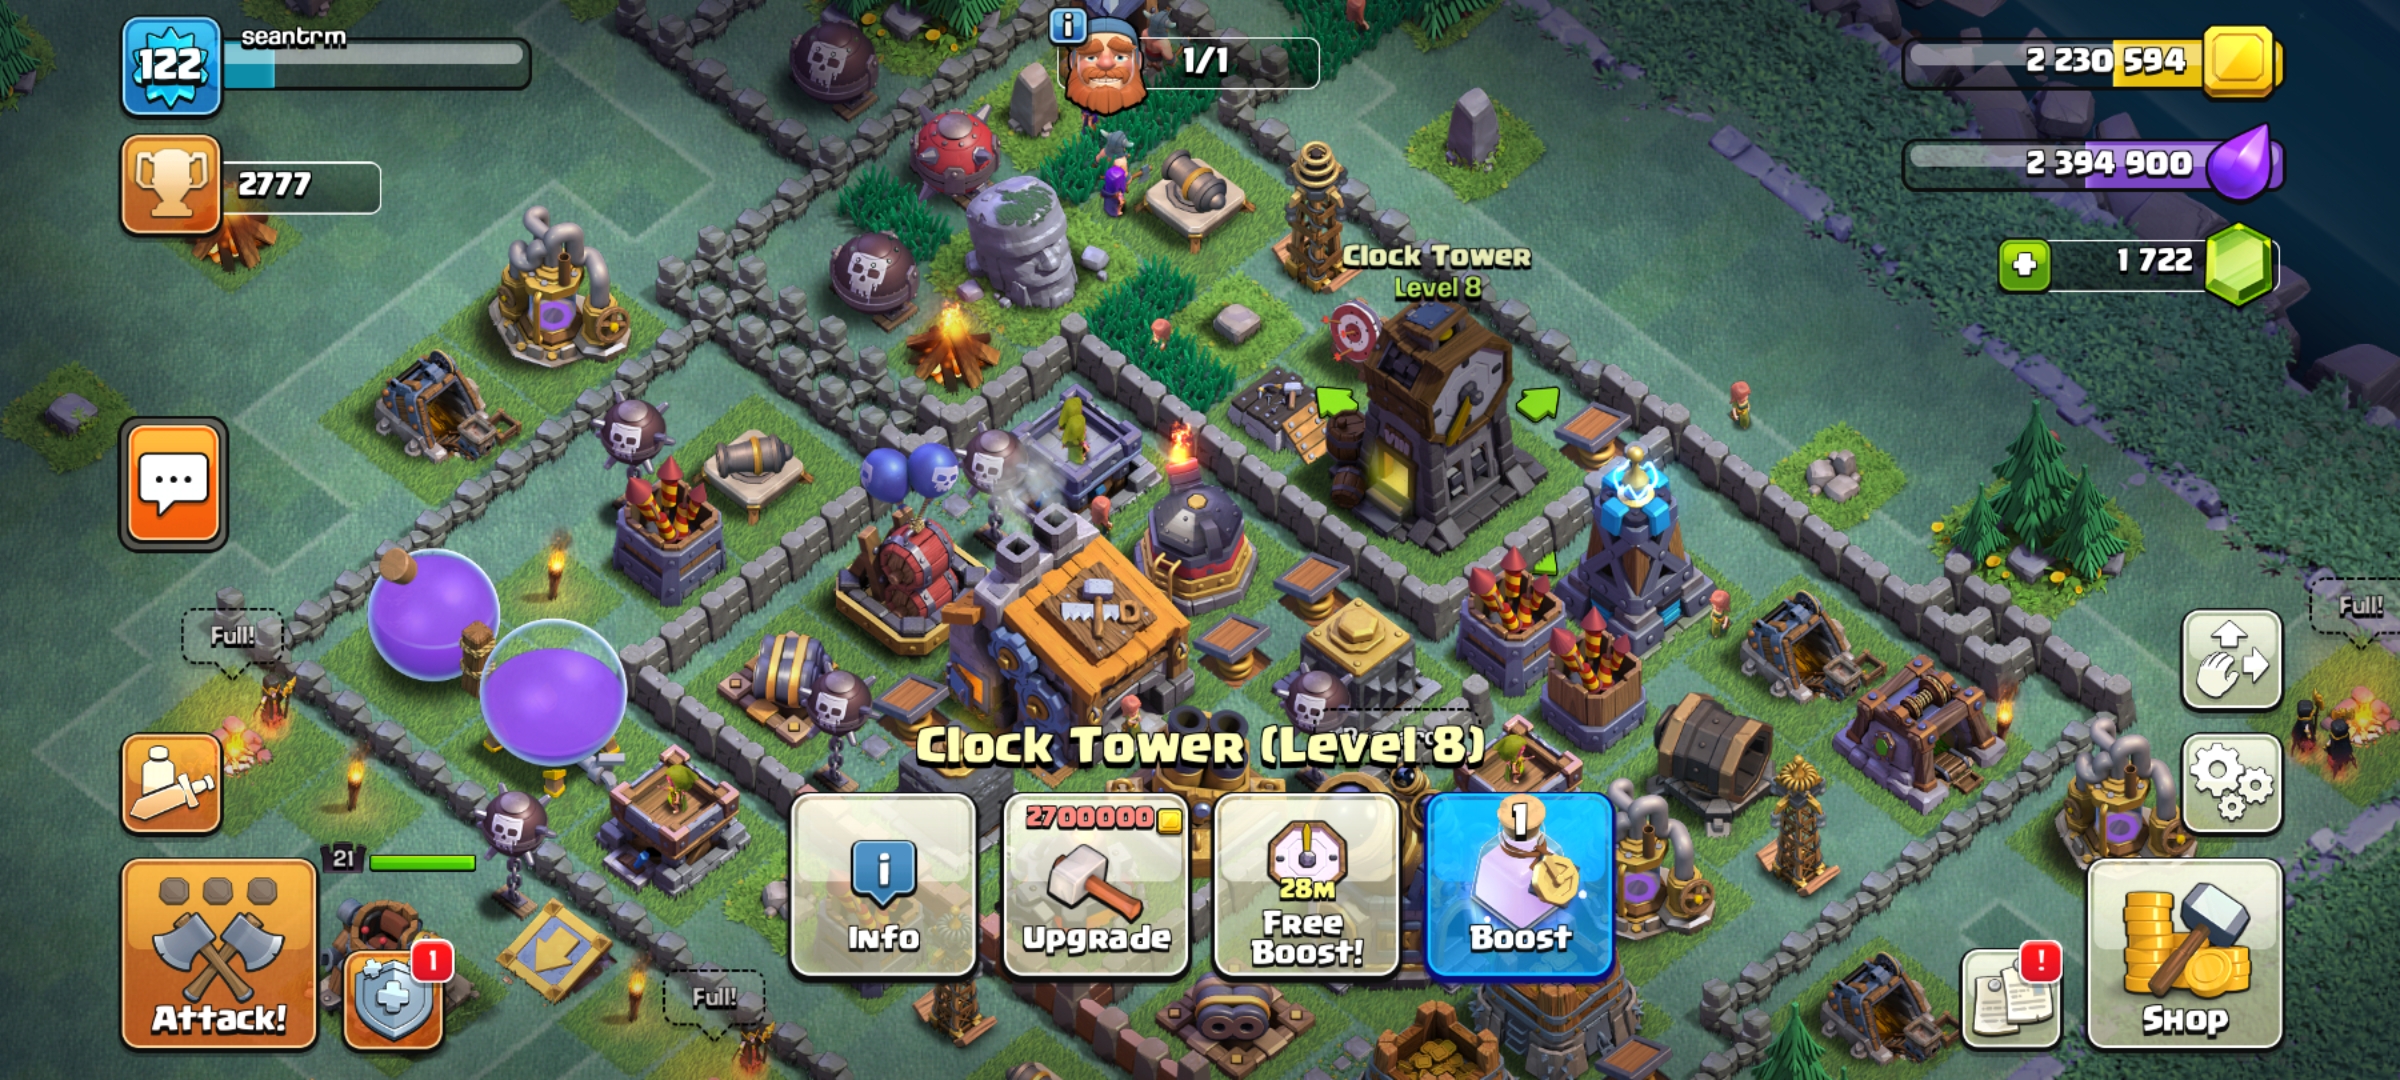 122
seantrm
1/1
2 230 594
2777
2 394 900
1 722
Clock Tower
Level 8
VIII
Full!
Full!
Clock Tower (Level 8)
21
2700000
1
28M
Info
Upgrade
Free
Boost!
Boost
1
Attack!
Full!
!
Shop